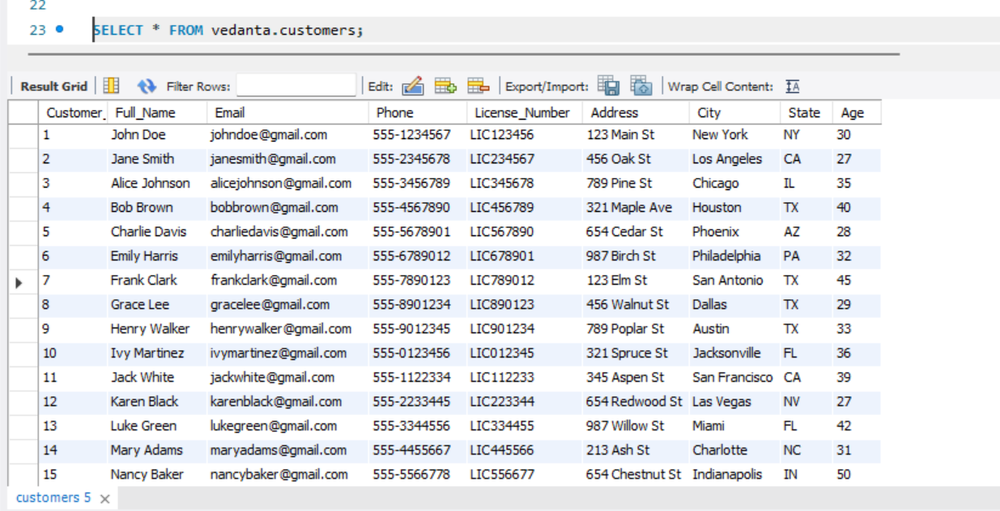 22
23 SELECT * FROM vedanta.customers;
Result Grid Filter Rows: Edit: Export/Import: Wrap Cell Content: IA
Customer_ Full_Name Email Phone License_Number Address City State Age
1 John Doe johndoe@gmail.com 555-1234567 LIC123456 123 Main St New York NY 30
2 Jane Smith janesmith@gmail.com 555-2345678 LIC234567 456 Oak St Los Angeles CA 27
3 Alice Johnson alicejohnson@gmail.com 555-3456789 LIC345678 789 Pine St Chicago IL 35
4 Bob Brown bobbrown@gmail.com 555-4567890 LIC456789 321 Maple Ave Houston TX 40
5 Charlie Davis charliedavis@gmail.com 555-5678901 LIC567890 654 Cedar St Phoenix AZ 28
6 Emily Harris emilyharris@gmail.com 555-6789012 LIC678901 987 Birch St Philadelphia PA 32
7 Frank Clark frankclark@gmail.com 555-7890123 LIC789012 123 Elm St San Antonio TX 45
8 Grace Lee gracelee@gmail.com 555-8901234 LIC890123 456 Walnut St Dallas TX 29
9 Henry Walker henrywalker@gmail.com 555-9012345 LIC901234 789 Poplar St Austin TX 33
10 Ivy Martinez ivymartinez@gmail.com 555-0123456 LIC012345 321 Spruce St Jacksonville FL 36
11 Jack White jackwhite@gmail.com 555-1122334 LIC112233 345 Aspen St San Francisco CA 39
12 Karen Black karenblack@gmail.com 555-2233445 LIC223344 654 Redwood St Las Vegas NV 27
13 Luke Green lukegreen@gmail.com 555-3344556 LIC334455 987 Willow St Miami FL 42
14 Mary Adams maryadams@gmail.com 555-4455667 LIC445566 213 Ash St Charlotte NC 31
15 Nancy Baker nancybaker@gmail.com 555-5566778 LIC556677 654 Chestnut St Indianapolis IN 50
customers 5